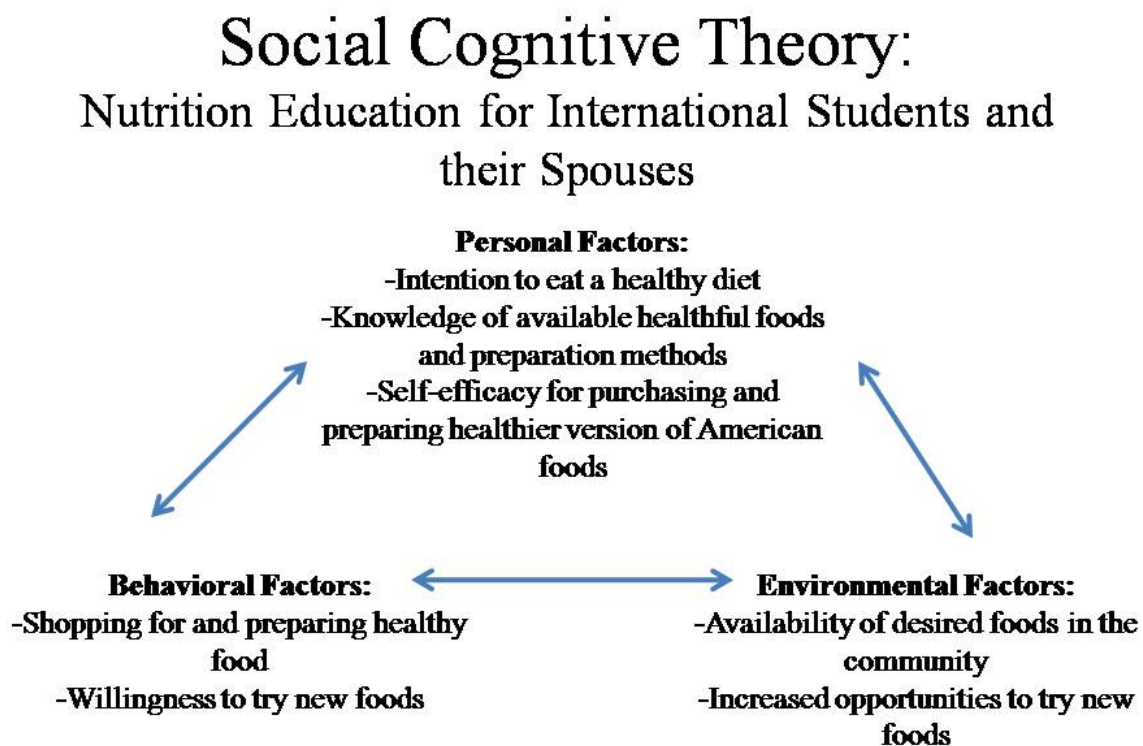 Social Cognitive Theory:
Nutrition Education for International Students and
their Spouses
Personal Factors:
-Intention to eat a healthy diet
-Knowledge of available healthful foods
and preparation methods
-Self-efficacy for purchasing and
preparing healthier version of American
foods
Behavioral Factors:
-Shopping for and preparing healthy
food
-Willingness to try new foods
Environmental Factors:
-Availability of desired foods in the
community
-Increased opportunities to try new
foods